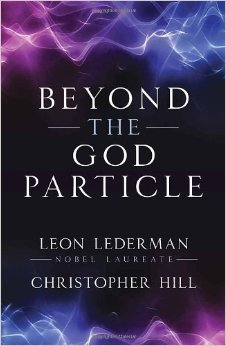 BEYOND
THE
GOD
PARTICLE
LEON LEDERMAN
NOBEL LAUREATE
CHRISTOPHER HILL